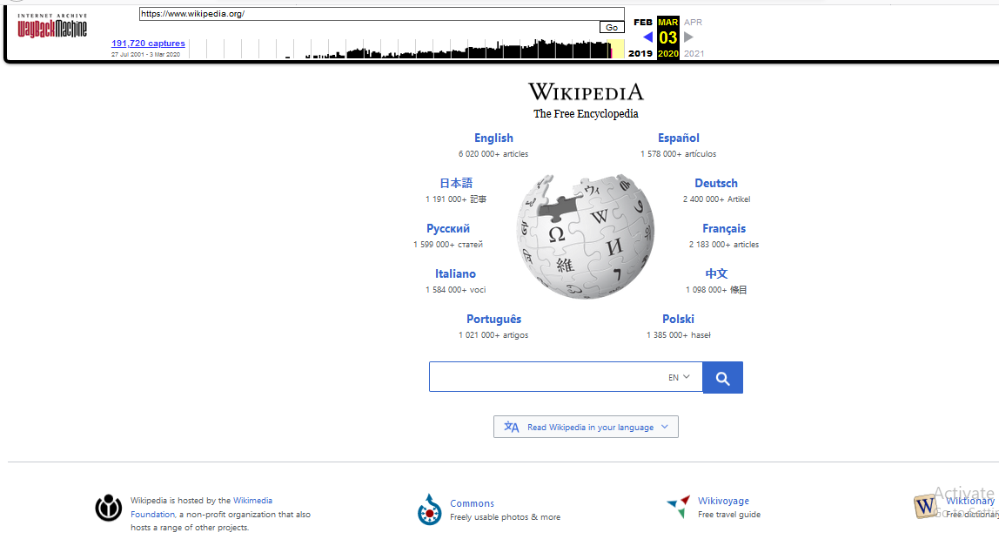 INTERNET ARCHIVE
WayBackMachine
https://www.wikipedia.org/
Go
191,720 captures
27 Jul 2001 - 3 Mar 2020
FEB MAR APR
03
2019 2020 2021
WIKIPEDIA
The Free Encyclopedia
English
6 020 000+ articles
Español
1 578 000+ artículos
日本語
1 191 000+ 記事
Deutsch
2 400 000+ Artikel
Русский
1 599 000+ статей
Français
2 183 000+ articles
Italiano
1 584 000+ voci
中文
1 098 000+ 條目
Português
1 021 000+ artigos
Polski
1 385 000+ haseł
Ω
W
И
維
EN
Read Wikipedia in your language
Wikipedia is hosted by the Wikimedia
Foundation, a non-profit organization that also
hosts a range of other projects.
Commons
Freely usable photos & more
Wikivoyage
Free travel guide
W
Wiktionary
Free dictionary
Activate
Go to